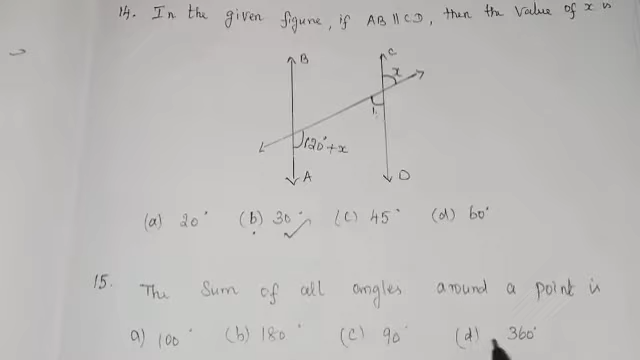 14. In the given figure, if AB || CD, then the value of x is
B
C
x
1
120° + x
A
D
(a) 20° (b) 30° (c) 45° (d) 60°
15. The Sum of all angles around a point is
a) 100° (b) 180° (c) 90° (d) 360°